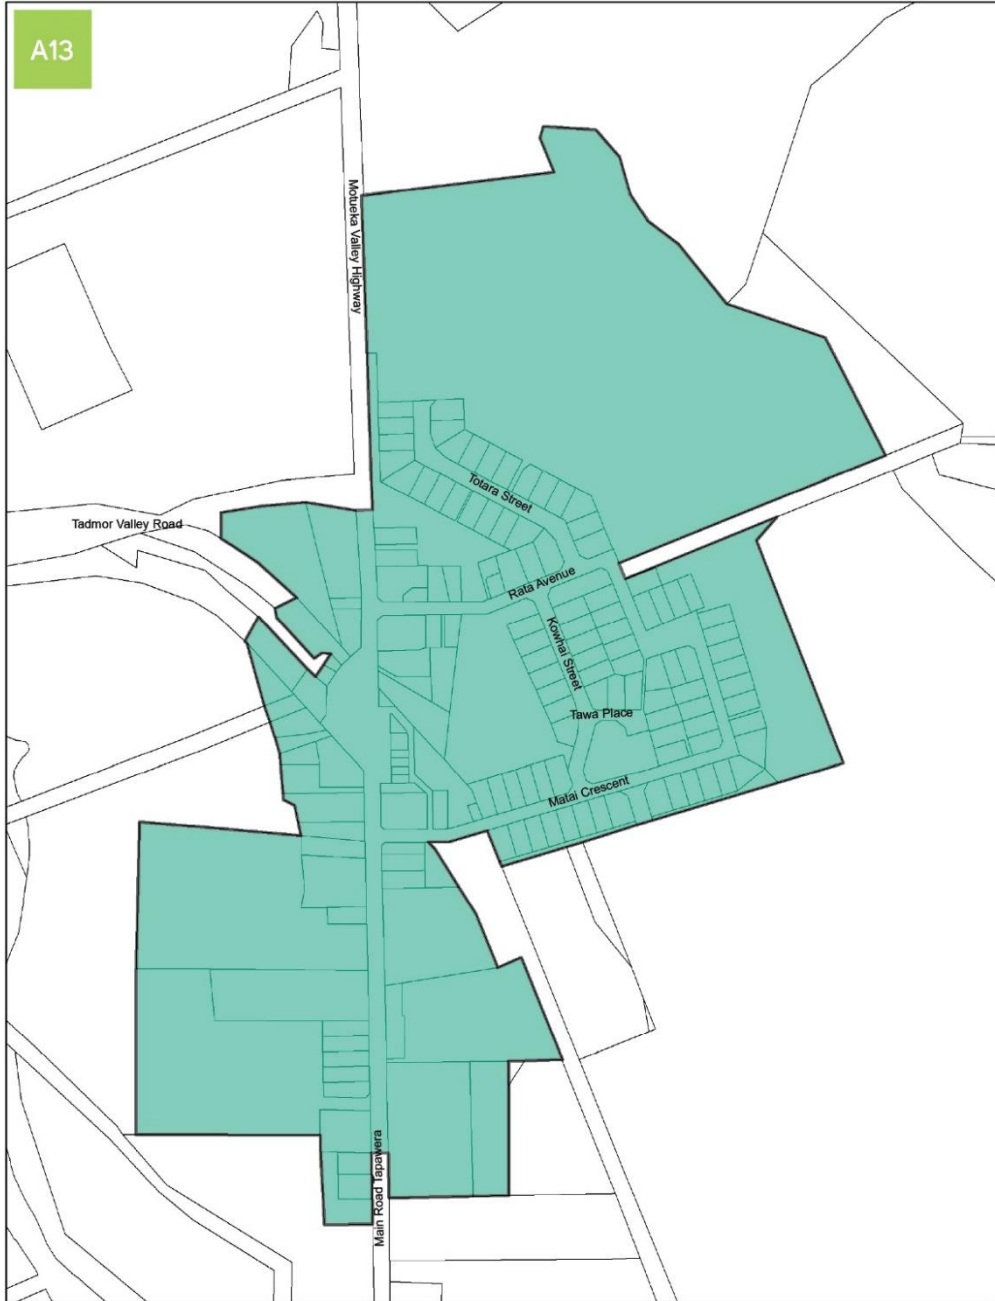 A13
Motueka Valley Highway
Totara Street
Tadmor Valley Road
Rata Avenue
Kowhai Street
Tawa Place
Matai Crescent
Main Road Tapawera